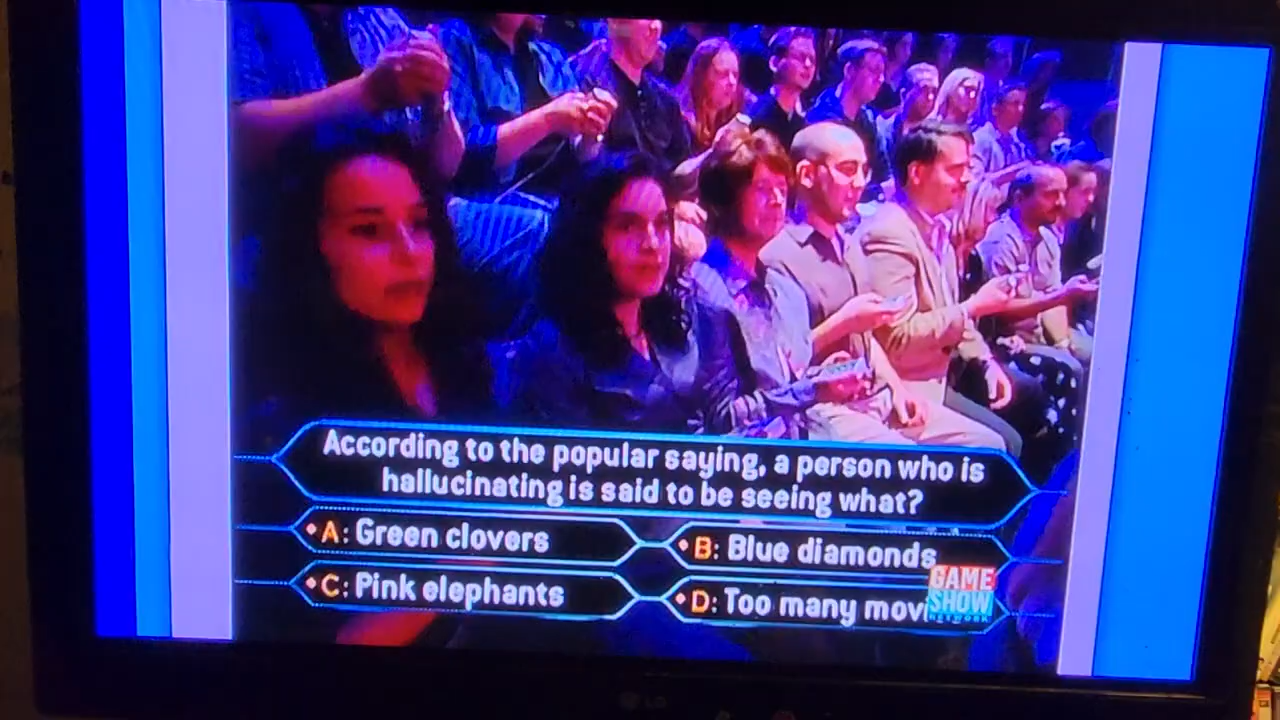 According to the popular saying, a person who is
hallucinating is said to be seeing what?
A: Green clovers
B: Blue diamonds
C: Pink elephants
D: Too many
GAME
SHOW
NETWORK
LG